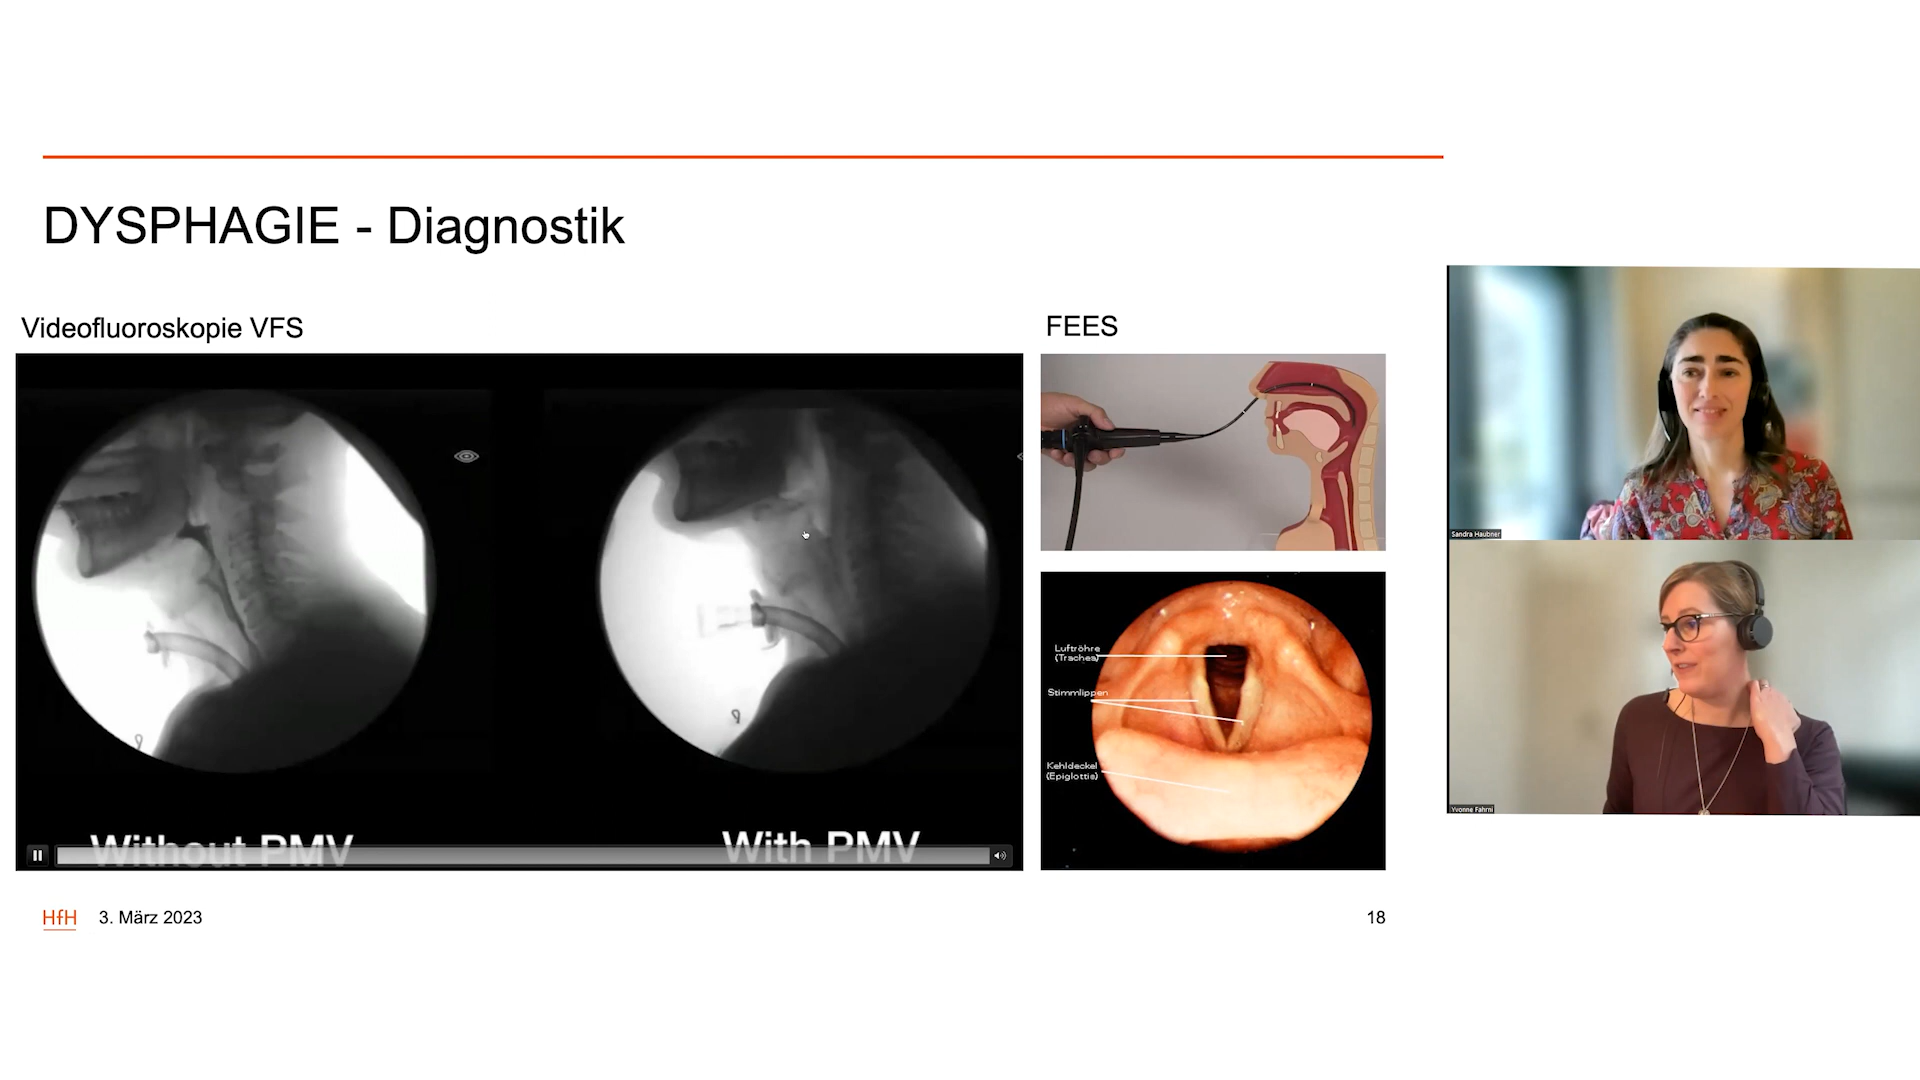 DYSPHAGIE - Diagnostik
Videofluoroskopie VFS
FEES
Without PMV
With PMV
Luftröhre
(Trachea)
Stimmlippen
Kehldeckel
(Epiglottis)
Sandra Haubner
Yvonne Fahrni
HfH
3. März 2023
18